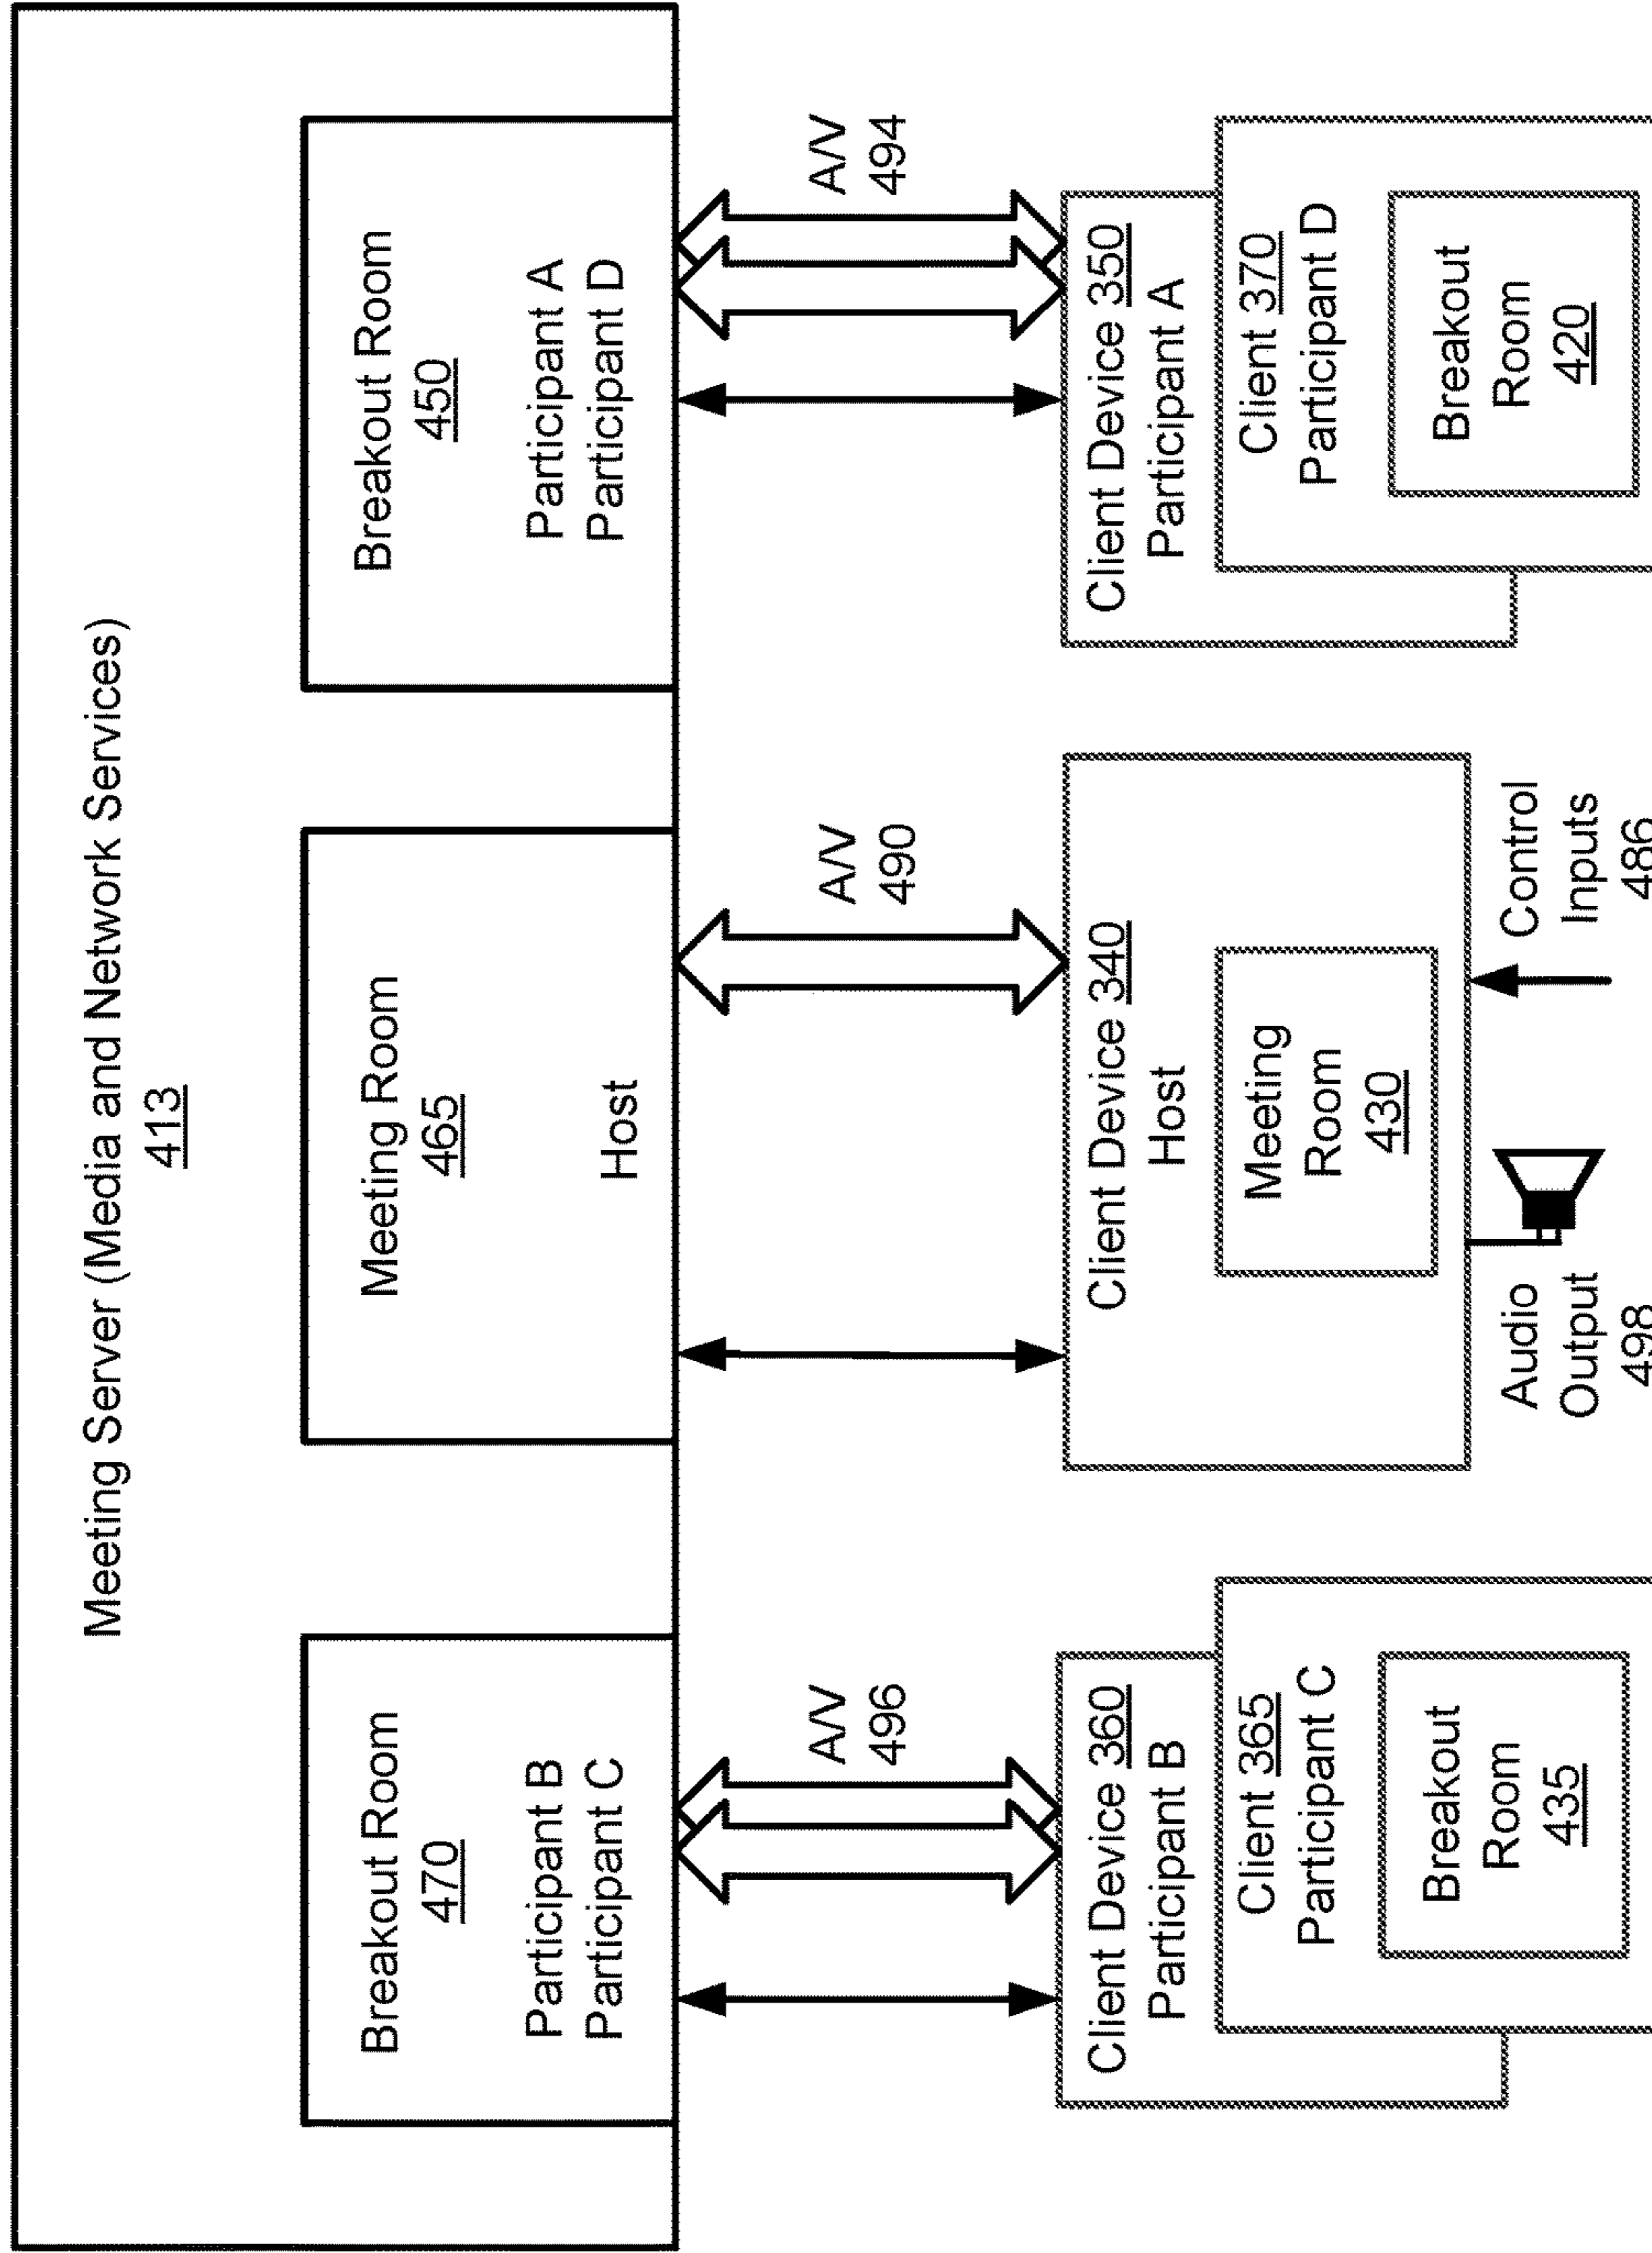 Meeting Server (Media and Network Services)
413
Breakout Room
470
Participant B
Participant C
Meeting Room
465
Host
Breakout Room
450
Participant A
Participant D
A/V
496
A/V
490
A/V
494
Client Device 360
Participant B
Client 365
Participant C
Breakout
Room
435
Client Device 340
Host
Meeting
Room
430
Audio
Output
498
Control
Inputs
486
Client Device 350
Participant A
Client 370
Participant D
Breakout
Room
420